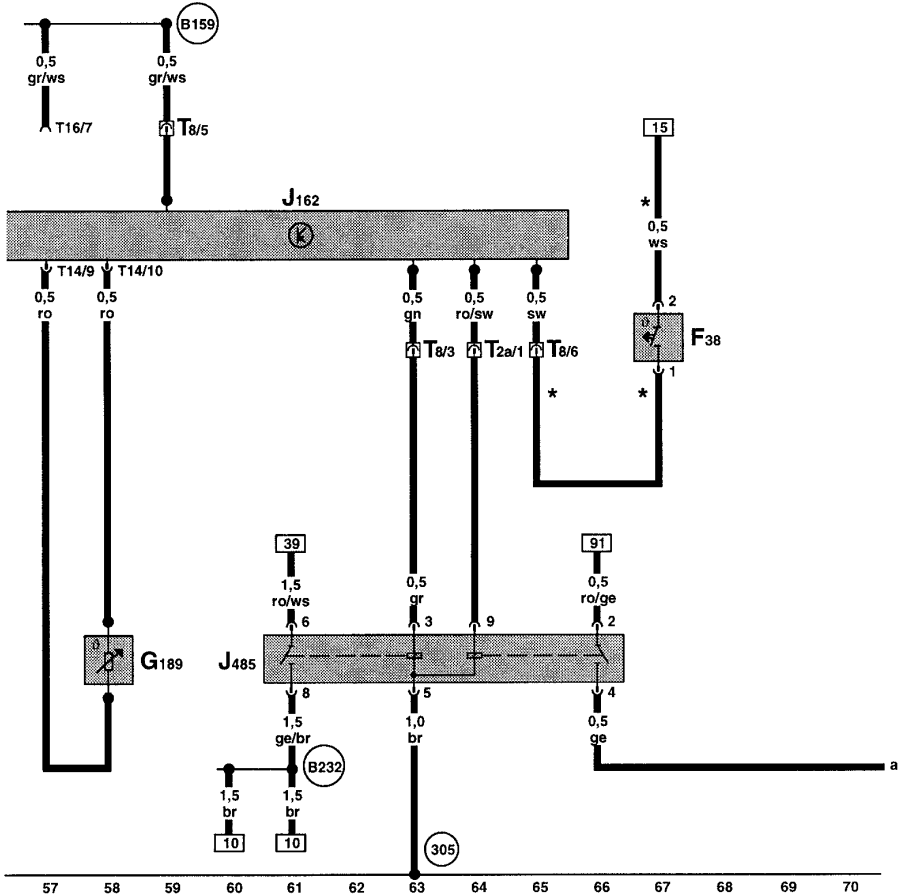 B159
0,5 0,5
gr/ws gr/ws
T16/7 T8/5
15
J162
*
0,5
ws
k
T14/9 T14/10
0,5 0,5 0,5 0,5 0,5
ro ro gn ro/sw sw
2
ϑ
F38
T8/3 T2a/1 T8/6
1
* *
39 91
1,5 0,5 0,5
ro/ws gr ro/ge
6 3 9 2
ϑ
G189 J485
8 5 4
1,5 1,0 0,5
ge/br br ge
B232
a
1,5 1,5
br br
10 10
305
57 58 59 60 61 62 63 64 65 66 67 68 69 70